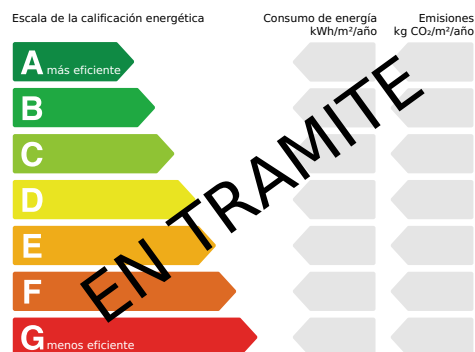 Escala de la calificación energética
Consumo de energía
kWh/m²/año
Emisiones
kg CO₂/m²/año
A más eficiente
B
C
D
E
F
G menos eficiente
EN TRAMITE